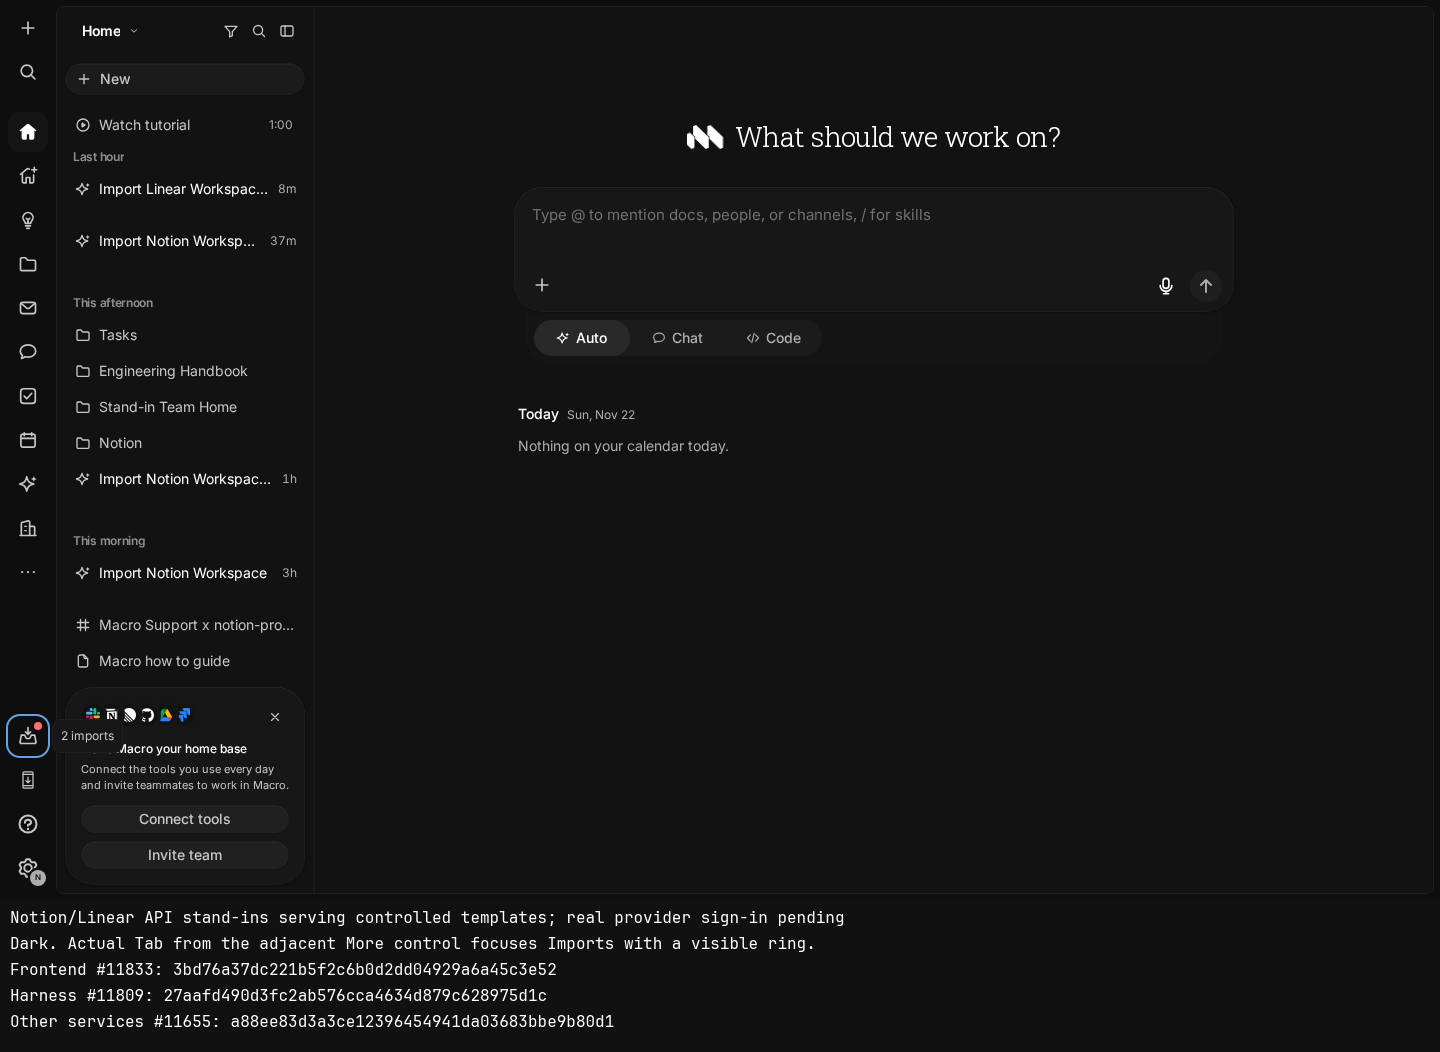 Home
New
Watch tutorial 1:00
Last hour
Import Linear Workspac... 8m
Import Notion Worksp... 37m
This afternoon
Tasks
Engineering Handbook
Stand-in Team Home
Notion
Import Notion Workspac... 1h
This morning
Import Notion Workspace 3h
Macro Support x notion-pro...
Macro how to guide
2 imports
Macro your home base
Connect the tools you use every day
and invite teammates to work in Macro.
Connect tools
Invite team
N
What should we work on?
Type @ to mention docs, people, or channels, / for skills
Auto Chat Code
Today Sun, Nov 22
Nothing on your calendar today.
Notion/Linear API stand-ins serving controlled templates; real provider sign-in pending
Dark. Actual Tab from the adjacent More control focuses Imports with a visible ring.
Frontend #11833: 3bd76a37dc221b5f2c6b0d2dd04929a6a45c3e52
Harness #11809: 27aafd490d3fc2ab576cca4634d879c628975d1c
Other services #11655: a88ee83d3a3ce12396454941da03683bbe9b80d1